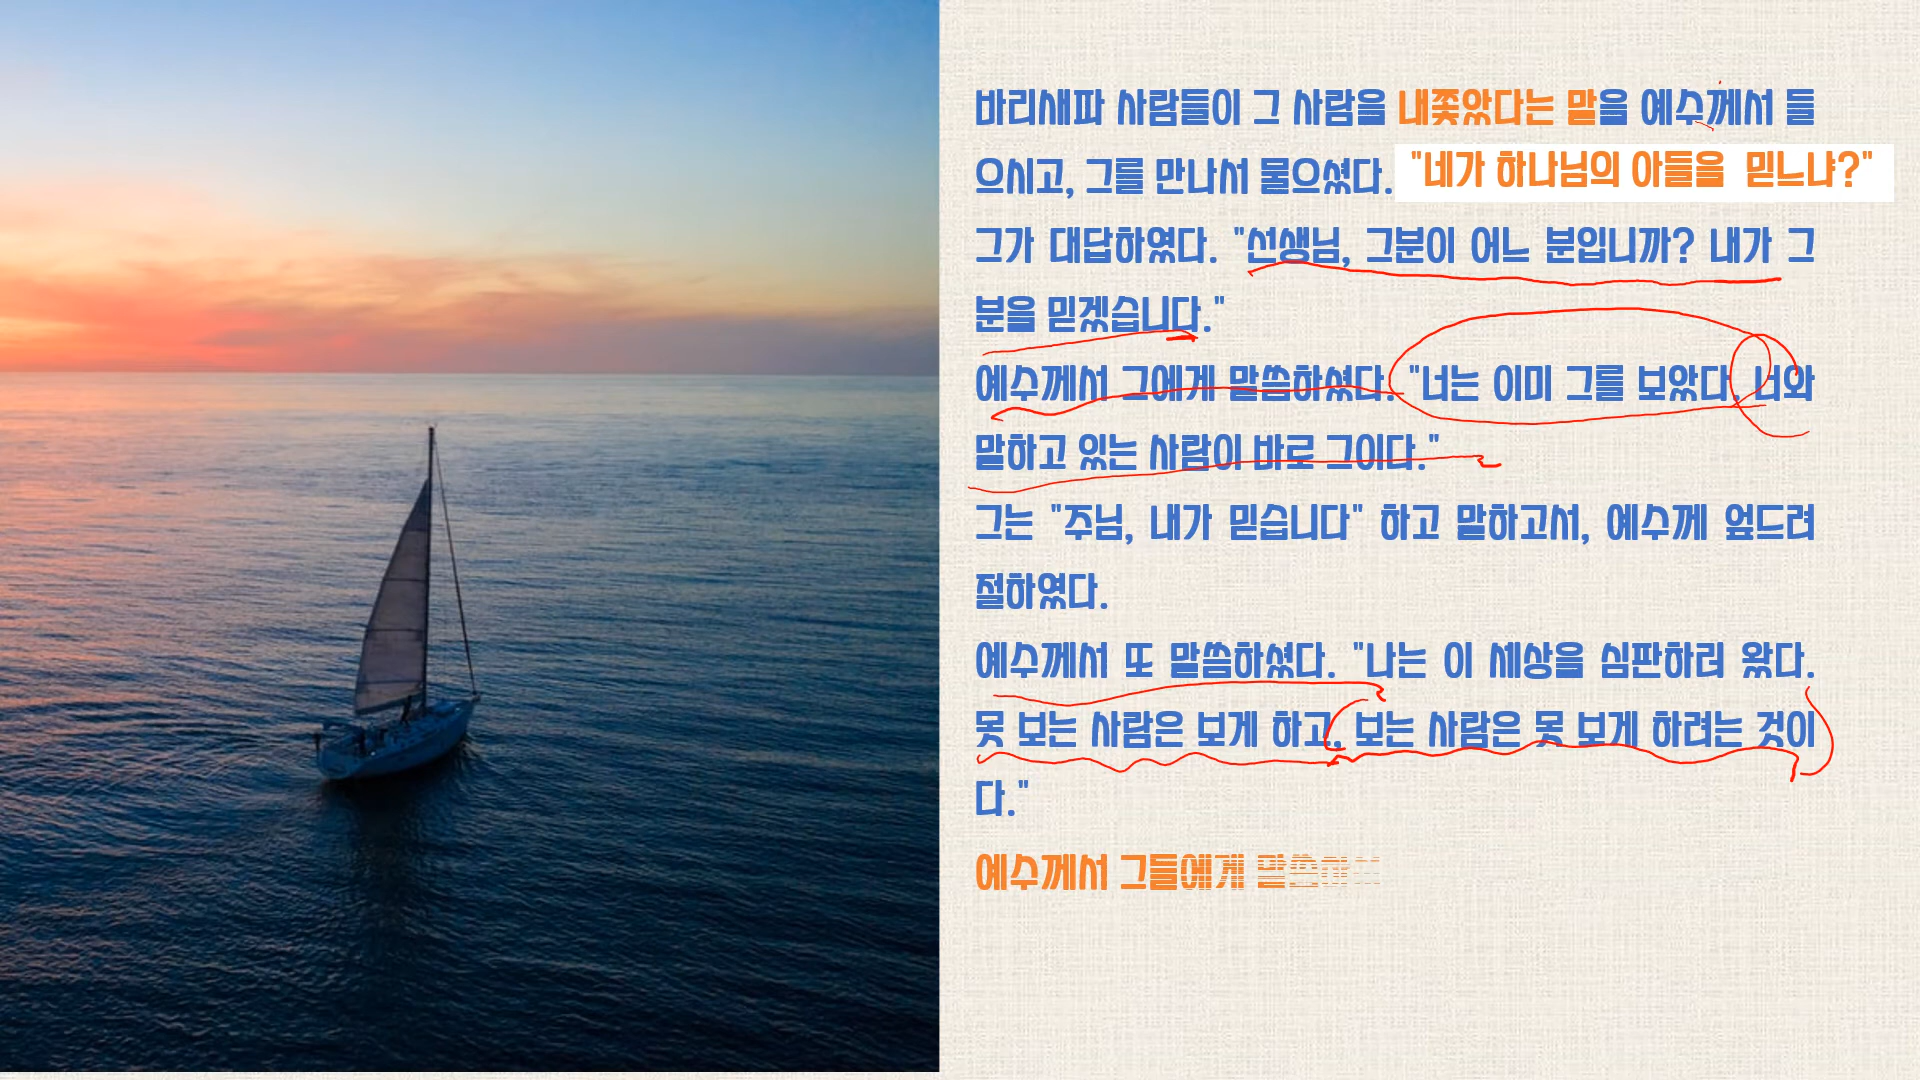 바리새파 사람들이 그 사람을 내쫓았다는 말을 예수께서 들
으시고, 그를 만나서 물으셨다. "네가 하나님의 아들을 믿느냐?"
그가 대답하였다. "선생님, 그분이 어느 분입니까? 내가 그
분을 믿겠습니다."
예수께서 그에게 말씀하셨다. "너는 이미 그를 보았다. 너와
말하고 있는 사람이 바로 그이다."
그는 "주님, 내가 믿습니다" 하고 말하고서, 예수께 엎드려
절하였다.
예수께서 또 말씀하셨다. "나는 이 세상을 심판하러 왔다.
못 보는 사람은 보게 하고, 보는 사람은 못 보게 하려는 것이
다."
예수께서 그들에게